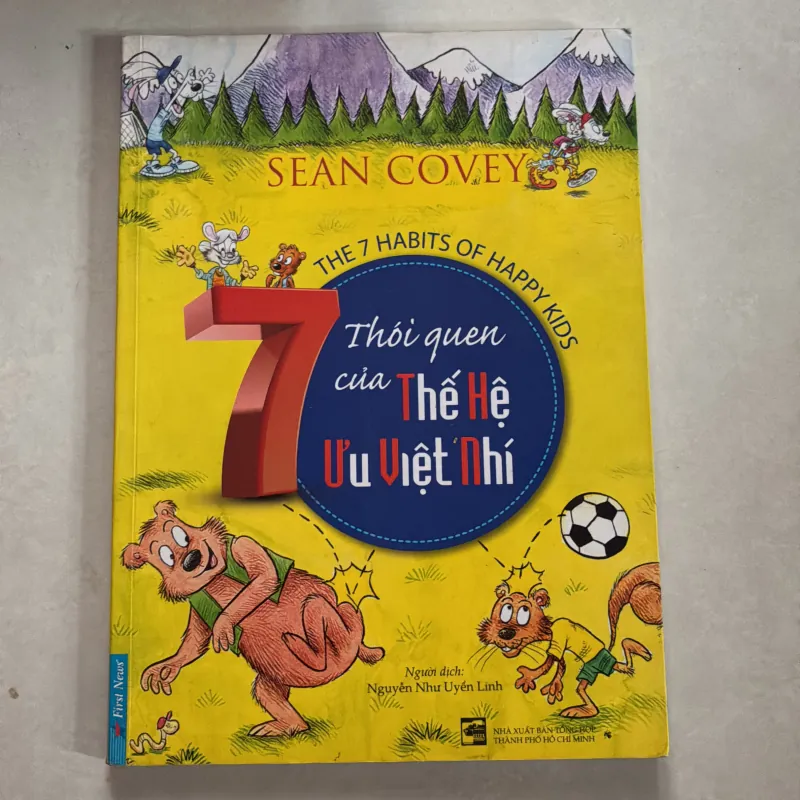 SEAN COVEY
THE 7 HABITS OF HAPPY KIDS
7
Thói quen
của Thế Hệ
Ưu Việt Nhí
Người dịch:
Nguyễn Như Uyển Linh
First News
NHÀ XUẤT BẢN TỔNG HỢP
THÀNH PHỐ HỒ CHÍ MINH